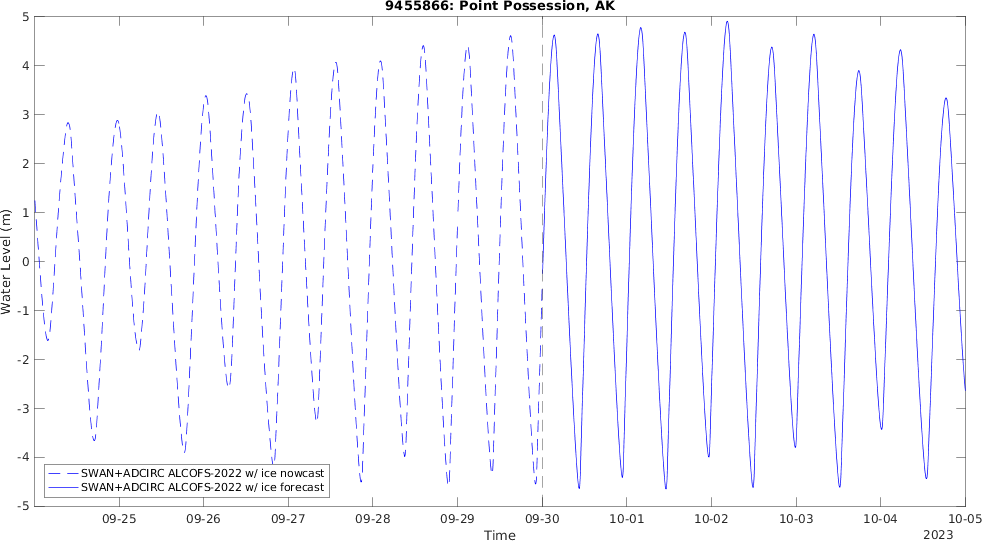 9455866: Point Possession, AK
Water Level (m)
5
4
3
2
1
0
-1
-2
-3
-4
-5
SWAN+ADCIRC ALCOFS-2022 w/ ice nowcast
SWAN+ADCIRC ALCOFS-2022 w/ ice forecast
09-25 09-26 09-27 09-28 09-29 09-30 10-01 10-02 10-03 10-04 10-05
Time
2023